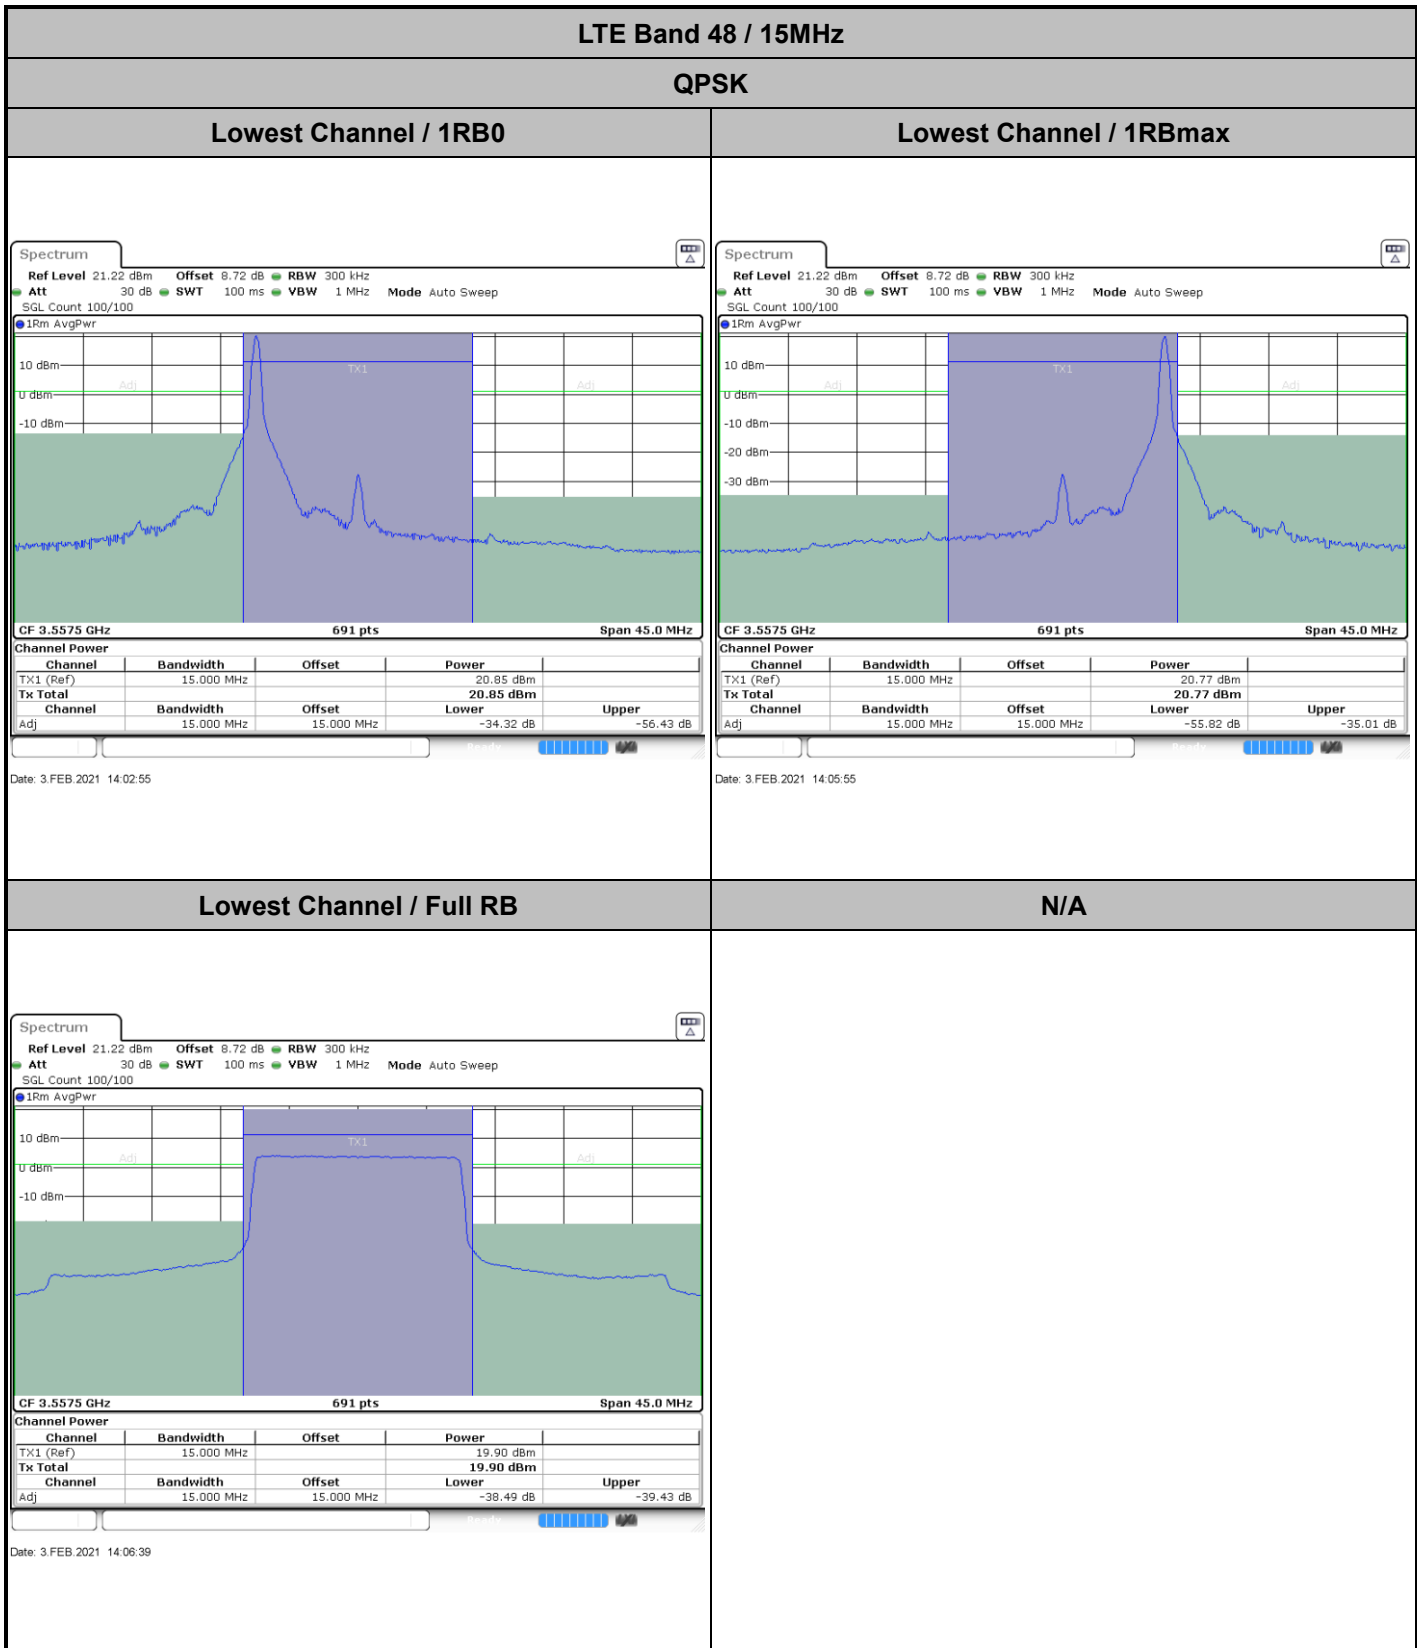 LTE Band 48 / 15MHz
QPSK
Lowest Channel / 1RB0
Lowest Channel / 1RBmax
Spectrum
Ref Level 21.22 dBm Offset 8.72 dB RBW 300 kHz
Att 30 dB SWT 100 ms VBW 1 MHz Mode Auto Sweep
SGL Count 100/100
1Rm AvgPwr
10 dBm
TX1
Adj
Adj
0 dBm
-10 dBm
CF 3.5575 GHz 691 pts Span 45.0 MHz
Channel Power
Channel Bandwidth Offset Power
TX1 (Ref) 15.000 MHz 20.85 dBm
Tx Total 20.85 dBm
Channel Bandwidth Offset Lower Upper
Adj 15.000 MHz 15.000 MHz -34.32 dB -56.43 dB
Ready
Date: 3.FEB.2021 14:02:55
Spectrum
Ref Level 21.22 dBm Offset 8.72 dB RBW 300 kHz
Att 30 dB SWT 100 ms VBW 1 MHz Mode Auto Sweep
SGL Count 100/100
1Rm AvgPwr
10 dBm
TX1
Adj
Adj
0 dBm
-10 dBm
-20 dBm
-30 dBm
CF 3.5575 GHz 691 pts Span 45.0 MHz
Channel Power
Channel Bandwidth Offset Power
TX1 (Ref) 15.000 MHz 20.77 dBm
Tx Total 20.77 dBm
Channel Bandwidth Offset Lower Upper
Adj 15.000 MHz 15.000 MHz -55.82 dB -35.01 dB
Ready
Date: 3.FEB.2021 14:05:55
Lowest Channel / Full RB
N/A
Spectrum
Ref Level 21.22 dBm Offset 8.72 dB RBW 300 kHz
Att 30 dB SWT 100 ms VBW 1 MHz Mode Auto Sweep
SGL Count 100/100
1Rm AvgPwr
10 dBm
TX1
Adj
Adj
0 dBm
-10 dBm
CF 3.5575 GHz 691 pts Span 45.0 MHz
Channel Power
Channel Bandwidth Offset Power
TX1 (Ref) 15.000 MHz 19.90 dBm
Tx Total 19.90 dBm
Channel Bandwidth Offset Lower Upper
Adj 15.000 MHz 15.000 MHz -38.49 dB -39.43 dB
Ready
Date: 3.FEB.2021 14:06:39